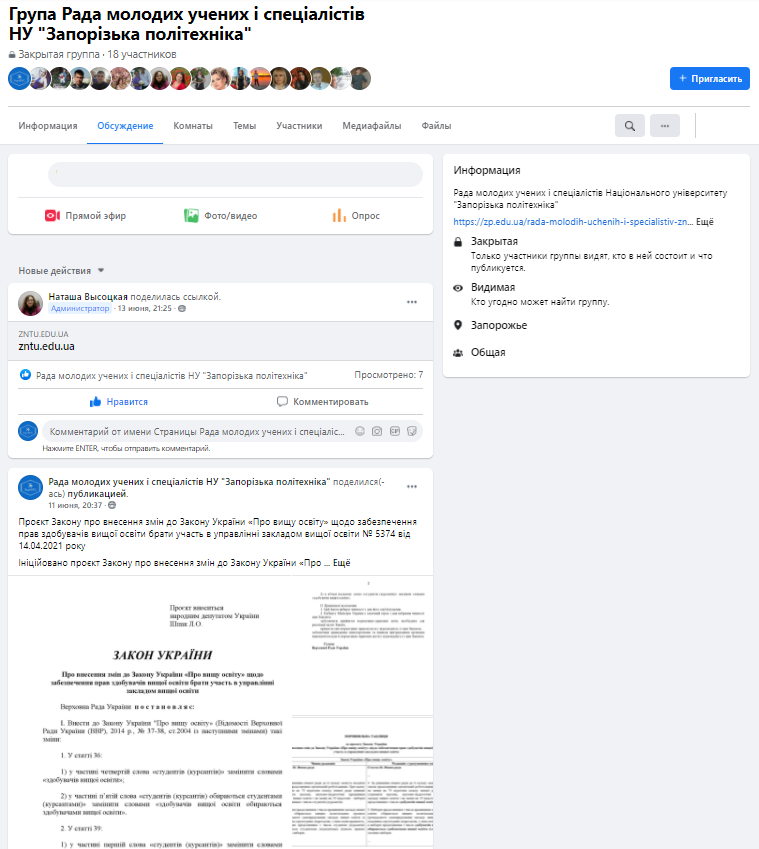 Група Рада молодих учених і спеціалістів
НУ "Запорізька політехніка"
Закрытая группа · 18 участников
+ Пригласить
Информация
Обсуждение
Комнаты
Темы
Участники
Медиафайлы
Файлы
Прямой эфир
Фото/видео
Опрос
Новые действия
Наташа Высоцкая поделилась ссылкой.
Администратор · 13 июня, 21:25 ·
ZNTU.EDU.UA
zntu.edu.ua
Рада молодих учених і спеціалістів НУ "Запорізька політехніка"
Просмотрено: 7
Нравится
Комментировать
Комментарий от имени Страницы Рада молодих учених і спеціаліс...
GIF
Нажмите ENTER, чтобы отправить комментарий.
Рада молодих учених і спеціалістів НУ "Запорізька політехніка" поделился(-
ась) публикацией.
11 июня, 20:37 ·
Проєкт Закону про внесення змін до Закону України «Про вищу освіту» щодо забезпечення
прав здобувачів вищої освіти брати участь в управлінні закладом вищої освіти № 5374 від
14.04.2021 року
Ініційовано проєкт Закону про внесення змін до Закону України «Про ... Ещё
Проєкт вноситься
народним депутатом України
Шпак Л.О.
ЗАКОН УКРАЇНИ
Про внесення змін до Закону України «Про вищу освіту» щодо
забезпечення прав здобувачів вищої освіти брати участь в управлінні
закладом вищої освіти
Верховна Рада України постановляє:
I. Внести до Закону України "Про вищу освіту" (Відомості Верховної
Ради України (ВВР), 2014 р., № 37-38, ст.2004 із наступними змінами) такі
зміни:
1. У статті 36:
1) у частині четвертій слова «студентів (курсантів)» замінити словами
«здобувачів вищої освіти»;
2) у частині п'ятій слова «студентів (курсантів) обираються студентами
(курсантами)» замінити словами «здобувачів вищої освіти обираються
здобувачами вищої освіти».
2. У статті 39:
1) у частині першій слова «студентів (курсантів)
Информация
Рада молодих учених і спеціалістів Національного університету
"Запорізька політехніка"
https://zp.edu.ua/rada-molodih-uchenih-i-specialistiv-zn... Ещё
Закрытая
Только участники группы видят, кто в ней состоит и что
публикуется.
Видимая
Кто угодно может найти группу.
Запорожье
Общая